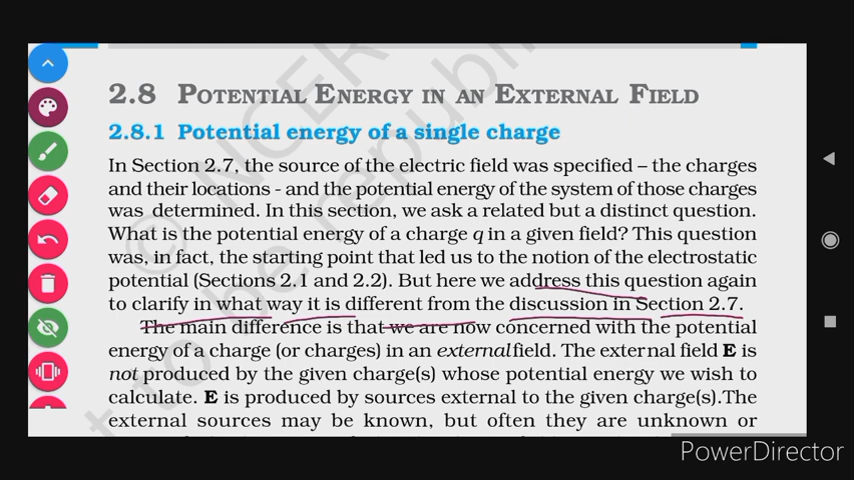 2.8 POTENTIAL ENERGY IN AN EXTERNAL FIELD
2.8.1 Potential energy of a single charge
In Section 2.7, the source of the electric field was specified – the charges
and their locations - and the potential energy of the system of those charges
was determined. In this section, we ask a related but a distinct question.
What is the potential energy of a charge q in a given field? This question
was, in fact, the starting point that led us to the notion of the electrostatic
potential (Sections 2.1 and 2.2). But here we address this question again
to clarify in what way it is different from the discussion in Section 2.7.
The main difference is that we are now concerned with the potential
energy of a charge (or charges) in an external field. The external field E is
not produced by the given charge(s) whose potential energy we wish to
calculate. E is produced by sources external to the given charge(s).The
external sources may be known, but often they are unknown or
© NCERT
not to be republi
PowerDirector